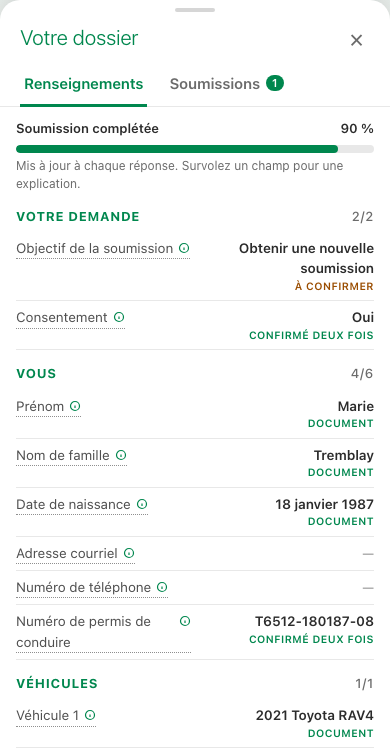 Votre dossier
Renseignements Soumissions 1
Soumission complétée 90 %
Mis à jour à chaque réponse. Survolez un champ pour une
explication.
VOTRE DEMANDE 2/2
Objectif de la soumission Obtenir une nouvelle
soumission
À CONFIRMER
Consentement Oui
CONFIRMÉ DEUX FOIS
VOUS 4/6
Prénom Marie
DOCUMENT
Nom de famille Tremblay
DOCUMENT
Date de naissance 18 janvier 1987
DOCUMENT
Adresse courriel —
Numéro de téléphone —
Numéro de permis de T6512-180187-08
conduire CONFIRMÉ DEUX FOIS
VÉHICULES 1/1
Véhicule 1 2021 Toyota RAV4
DOCUMENT